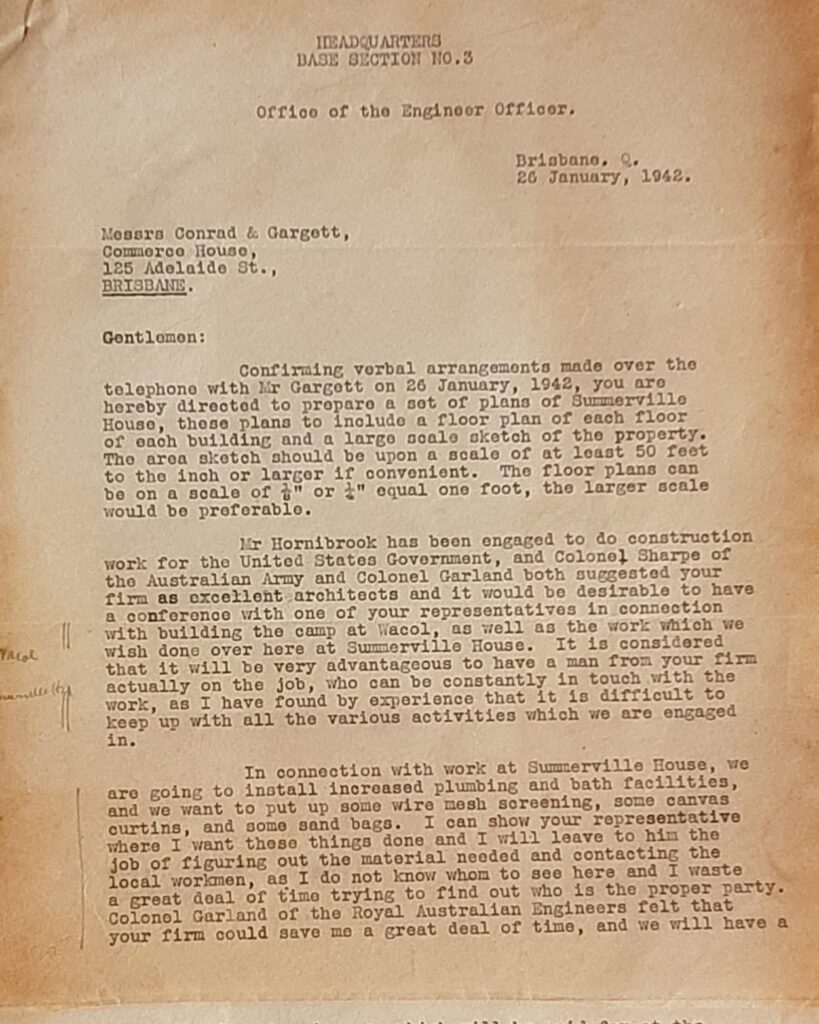 HEADQUARTERS
BASE SECTION NO.3
Office of the Engineer Officer.
Brisbane. Q.
26 January, 1942.
Messrs Conrad & Gargett,
Commerce House,
125 Adelaide St.,
BRISBANE.
Gentlemen:
Confirming verbal arrangements made over the
telephone with Mr Gargett on 26 January, 1942, you are
hereby directed to prepare a set of plans of Summerville
House, these plans to include a floor plan of each floor
of each building and a large scale sketch of the property.
The area sketch should be upon a scale of at least 50 feet
to the inch or larger if convenient. The floor plans can
be on a scale of ⅛" or ¼" equal one foot, the larger scale
would be preferable.
Mr Hornibrook has been engaged to do construction
work for the United States Government, and Colonel Sharpe of
the Australian Army and Colonel Garland both suggested your
firm as excellent architects and it would be desirable to have
a conference with one of your representatives in connection
with building the camp at Wacol, as well as the work which we
wish done over here at Summerville House. It is considered
that it will be very advantageous to have a man from your firm
actually on the job, who can be constantly in touch with the
work, as I have found by experience that it is difficult to
keep up with all the various activities which we are engaged
in.
Wacol
In connection with work at Summerville House, we
are going to install increased plumbing and bath facilities,
and we want to put up some wire mesh screening, some canvas
curtins, and some sand bags. I can show your representative
where I want these things done and I will leave to him the
job of figuring out the material needed and contacting the
local workmen, as I do not know whom to see here and I waste
a great deal of time trying to find out who is the proper party.
Colonel Garland of the Royal Australian Engineers felt that
your firm could save me a great deal of time, and we will have a